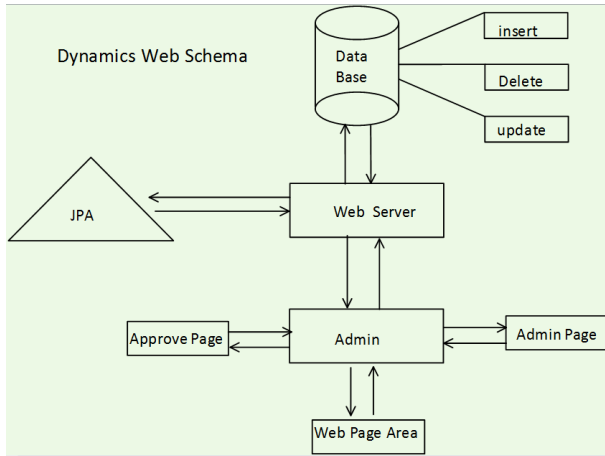 Dynamics Web Schema
Data
Base
insert
Delete
update
JPA
Web Server
Approve Page
Admin
Admin Page
Web Page Area